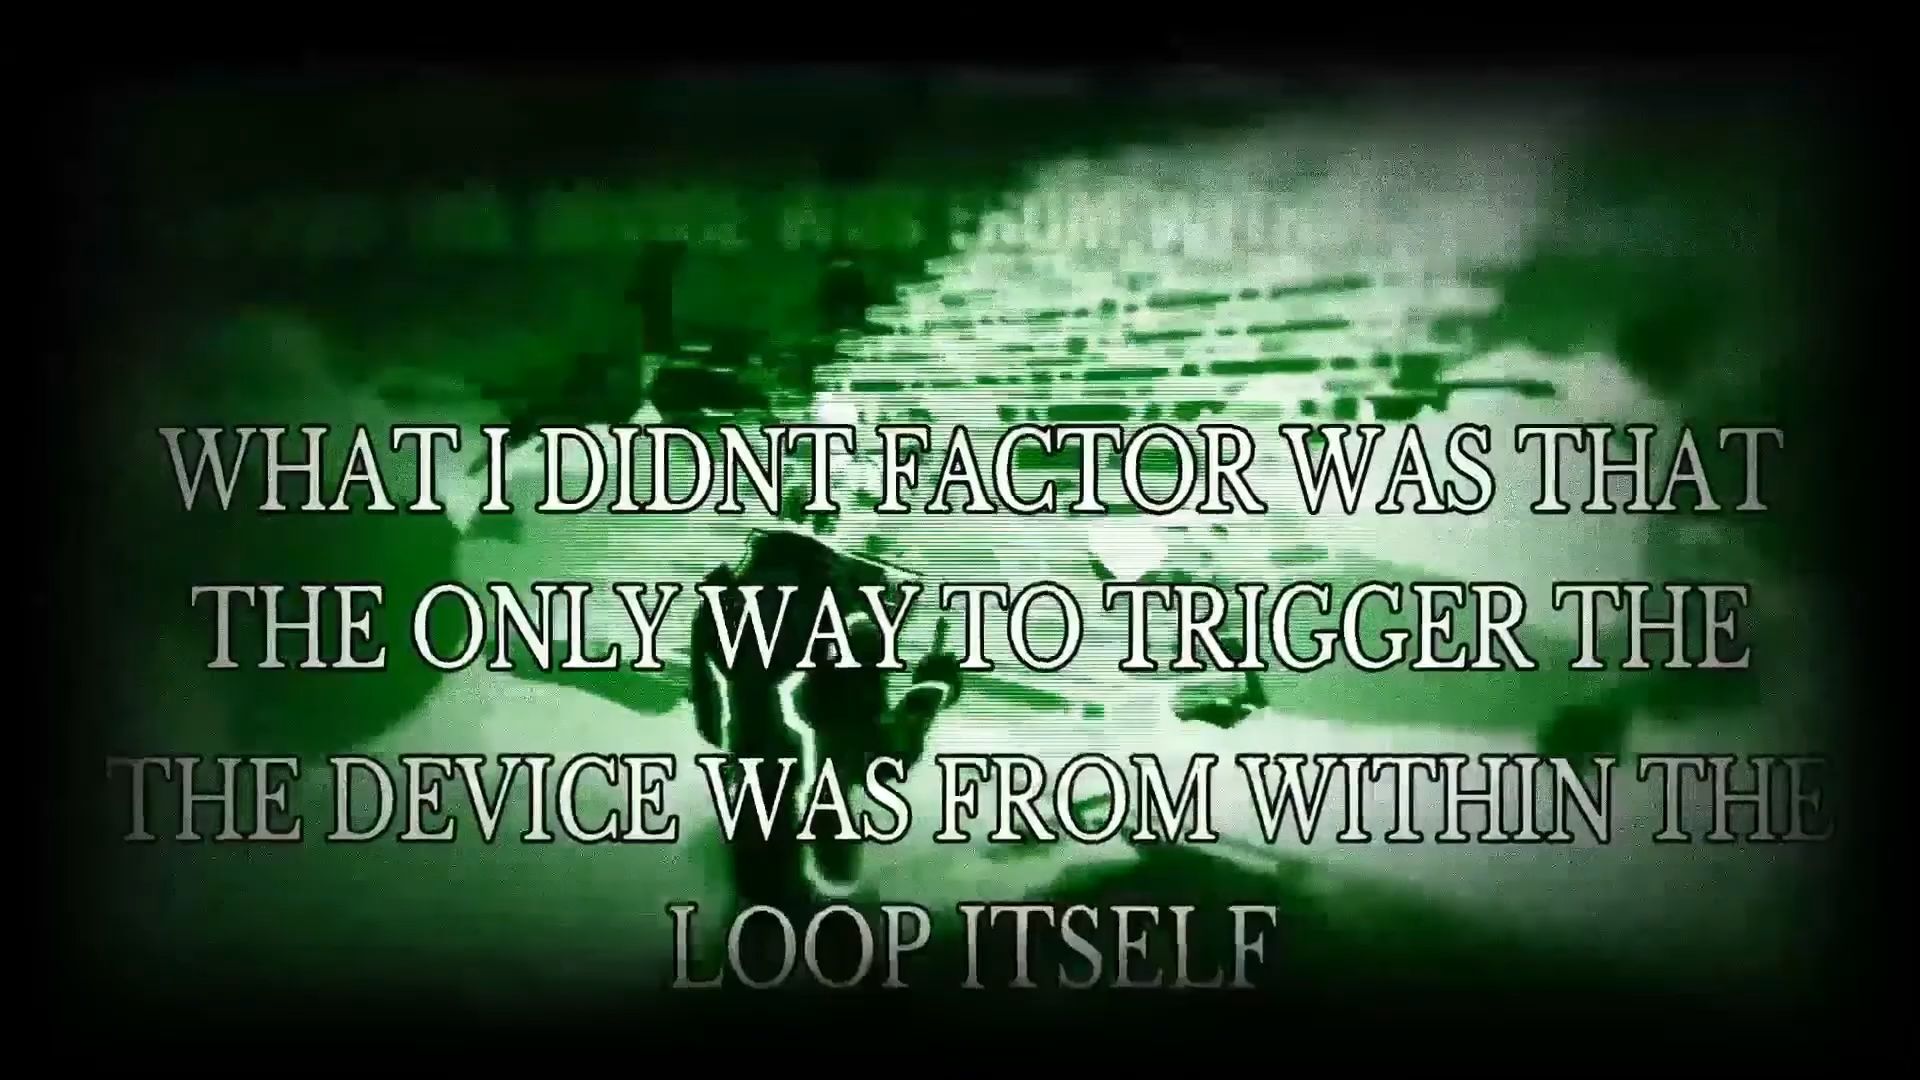 WHAT I DIDNT FACTOR WAS THAT
THE ONLY WAY TO TRIGGER THE
THE DEVICE WAS FROM WITHIN THE
LOOP ITSELF